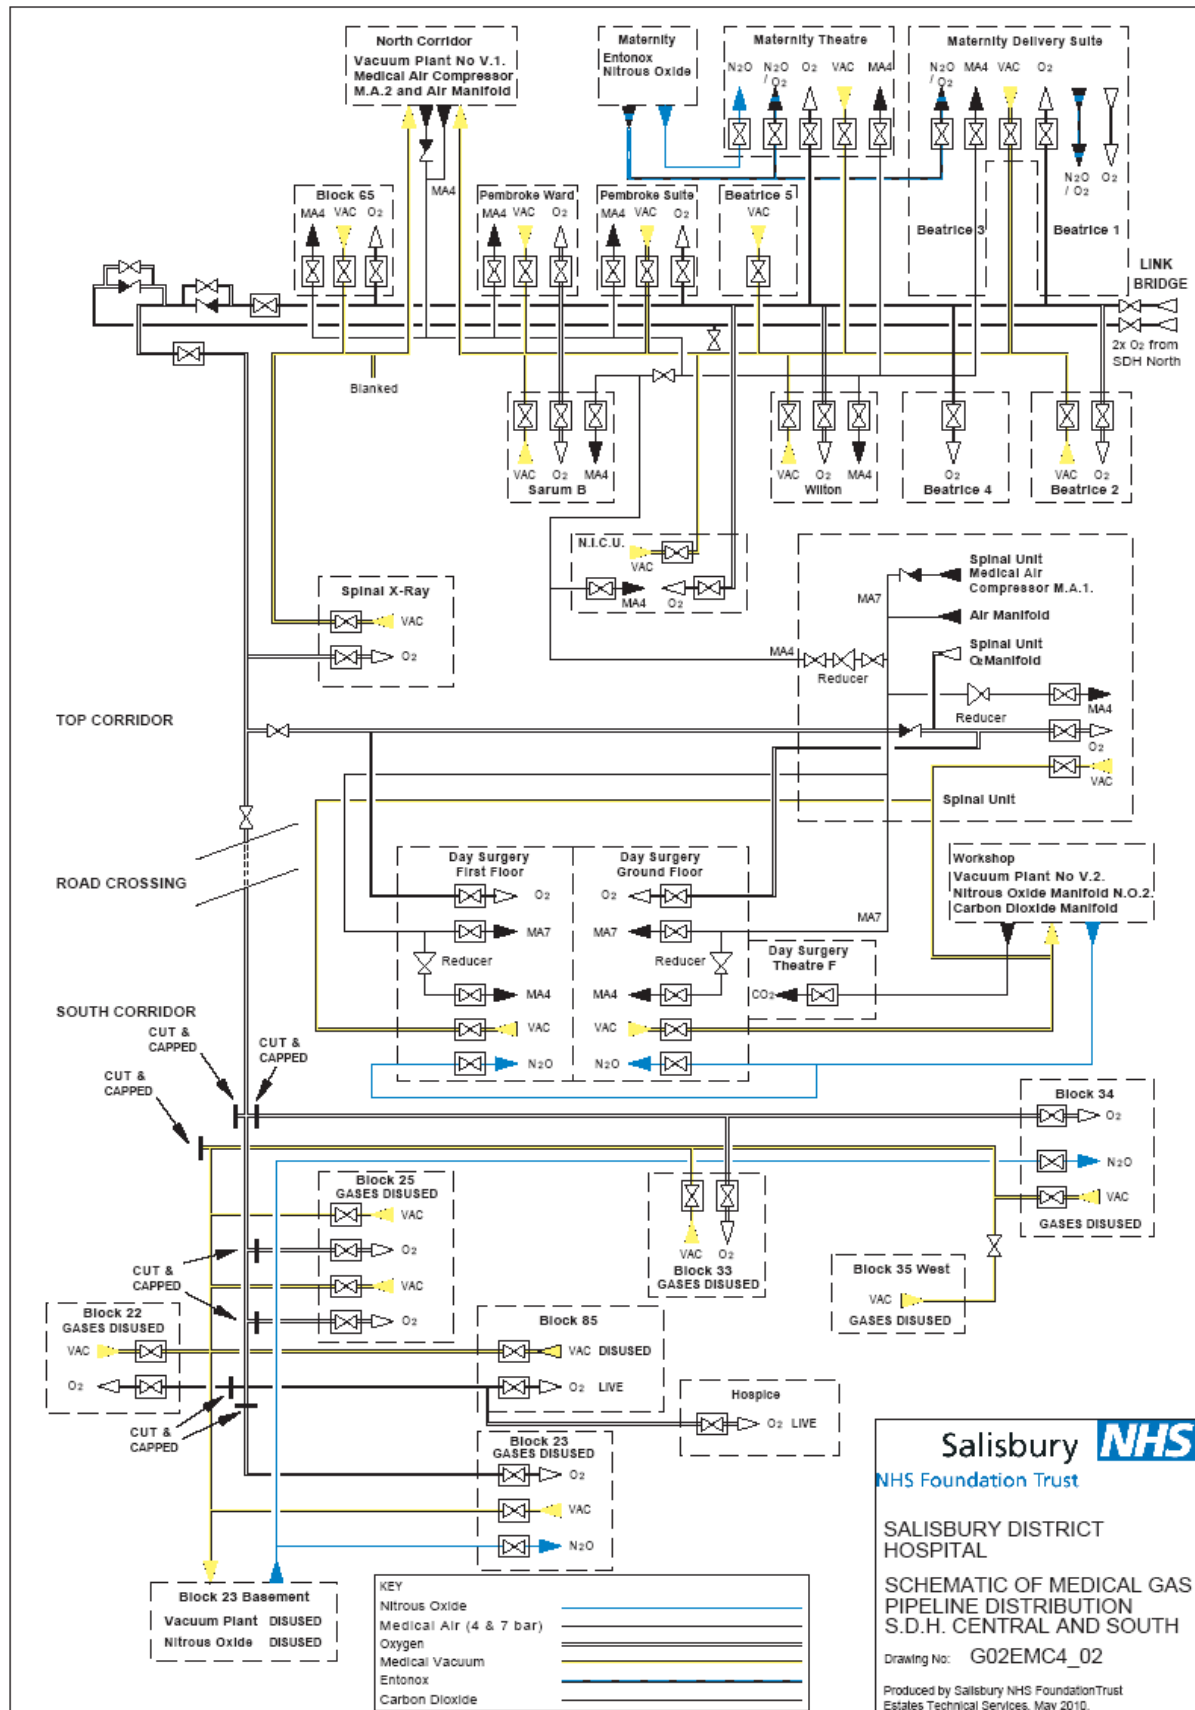 North Corridor
Vacuum Plant No V.1.
Medical Air Compressor
M.A.2 and Air Manifold
Maternity
Entonox
Nitrous Oxide
Maternity Theatre
N2O
N2O
/ O2
O2
VAC
MA4
Maternity Delivery Suite
N2O
/ O2
MA4
VAC
O2
N2O
/ O2
O2
Beatrice 3
Beatrice 1
MA4
Block 65
MA4
VAC
O2
Pembroke Ward
MA4
VAC
O2
Pembroke Suite
MA4
VAC
O2
Beatrice 5
VAC
LINK
BRIDGE
2x O2 from
SDH North
Blanked
VAC
O2
MA4
Sarum B
VAC
O2
MA4
Wilton
O2
Beatrice 4
VAC
O2
Beatrice 2
N.I.C.U.
VAC
MA4
O2
Spinal X-Ray
VAC
O2
Spinal Unit
Medical Air
Compressor M.A.1.
MA7
Air Manifold
MA4
Reducer
Spinal Unit
O2Manifold
Reducer
MA4
O2
VAC
Spinal Unit
TOP CORRIDOR
ROAD CROSSING
SOUTH CORRIDOR
Day Surgery
First Floor
O2
MA7
Reducer
MA4
VAC
N2O
Day Surgery
Ground Floor
O2
MA7
Reducer
MA4
VAC
N2O
MA7
Day Surgery
Theatre F
CO2
Workshop
Vacuum Plant No V.2.
Nitrous Oxide Manifold N.O.2.
Carbon Dioxide Manifold
CUT &
CAPPED
CUT &
CAPPED
CUT &
CAPPED
Block 34
O2
N2O
VAC
GASES DISUSED
Block 25
GASES DISUSED
VAC
O2
VAC
O2
CUT &
CAPPED
VAC
O2
Block 33
GASES DISUSED
Block 35 West
VAC
GASES DISUSED
Block 22
GASES DISUSED
VAC
O2
Block 85
VAC DISUSED
O2 LIVE
CUT &
CAPPED
Hospice
O2 LIVE
Block 23
GASES DISUSED
O2
VAC
N2O
Block 23 Basement
Vacuum Plant DISUSED
Nitrous Oxide DISUSED
KEY
Nitrous Oxide
Medical Air (4 & 7 bar)
Oxygen
Medical Vacuum
Entonox
Carbon Dioxide
Salisbury NHS
NHS Foundation Trust
SALISBURY DISTRICT
HOSPITAL
SCHEMATIC OF MEDICAL GAS
PIPELINE DISTRIBUTION
S.D.H. CENTRAL AND SOUTH
Drawing No: G02EMC4_02
Produced by Salisbury NHS FoundationTrust
Estates Technical Services, May 2010.